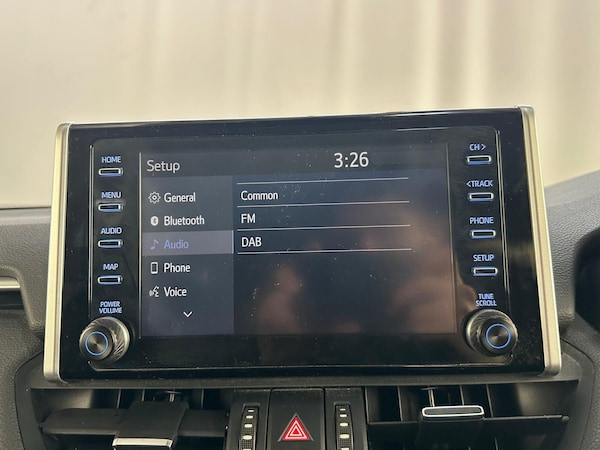 HOME
MENU
AUDIO
MAP
POWER
VOLUME
Setup
3:26
General
Bluetooth
Audio
Phone
Voice
Common
FM
DAB
CH >
< TRACK
PHONE
SETUP
TUNE
SCROLL